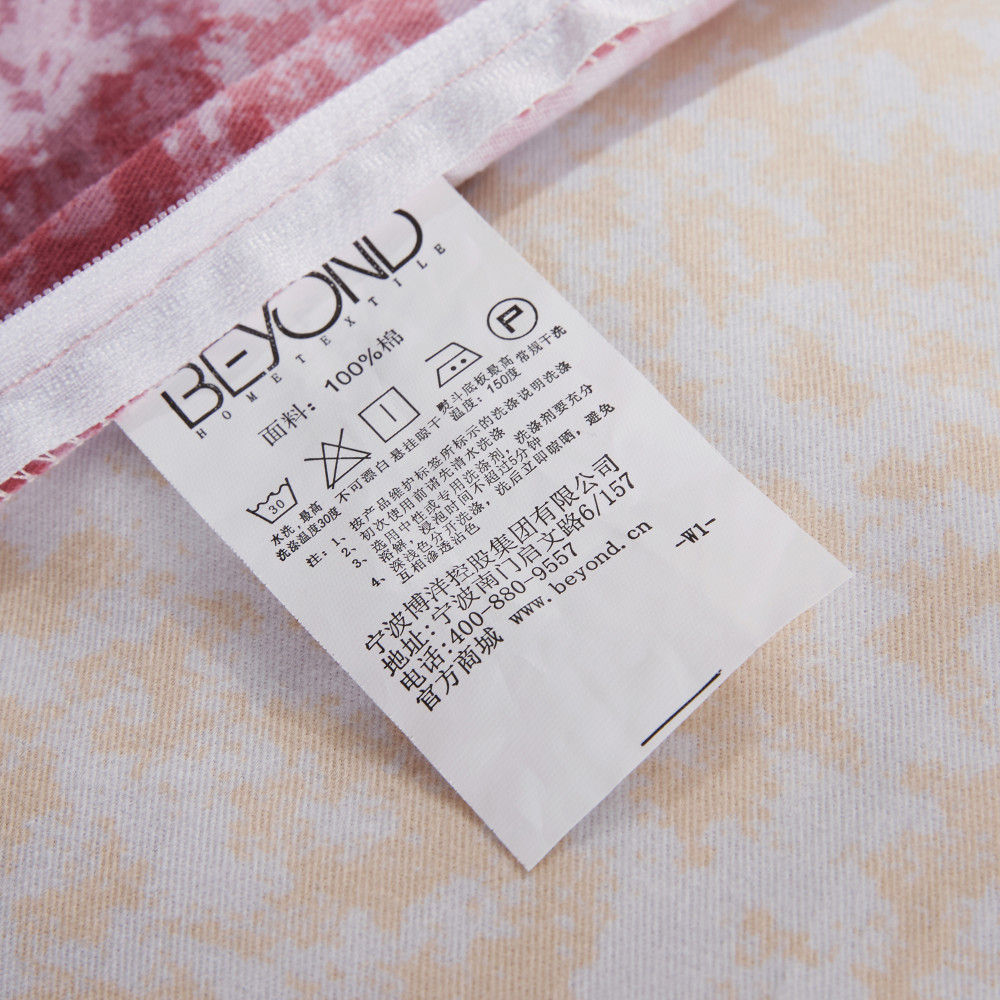 BEYOND
HOME TEXTILE
面料：100%棉
P
30
水洗，最高洗涤温度30度
不可漂白
悬挂晾干
熨斗底板最高温度：150度
常规干洗
注：1、按产品维护标签所标示的洗涤说明洗涤
2、初次使用前请先清水洗涤
3、选用中性或专用洗涤剂，洗涤剂要充分
溶解，浸泡时间不超过5分钟
4、深浅色分开洗涤，洗后立即晾晒，避免
互相渗透沾色
宁波博洋控股集团有限公司
地址：宁波南门启文路6/157
电话：400-880-9557
官方商城 www.beyond.cn
-W1-